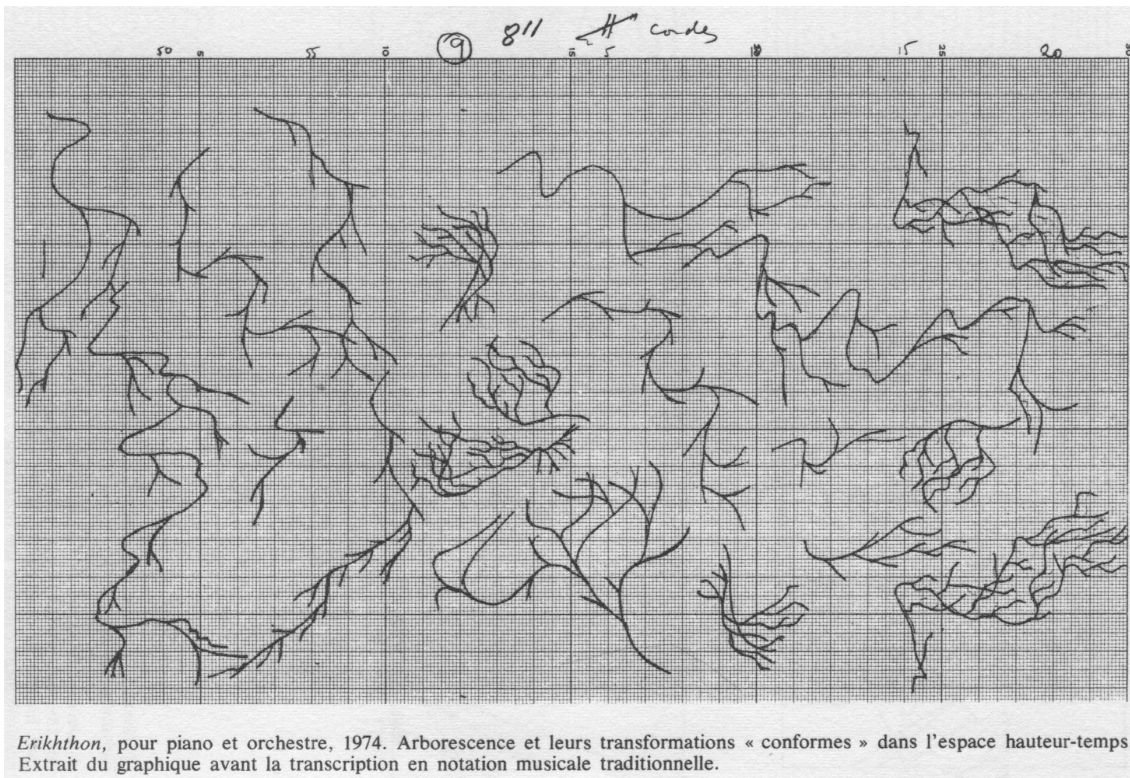 9 8" cordes
50 5 55 10 15 5 15 25 20
Erikhthon, pour piano et orchestre, 1974. Arborescence et leurs transformations « conformes » dans l'espace hauteur-temps
Extrait du graphique avant la transcription en notation musicale traditionnelle.